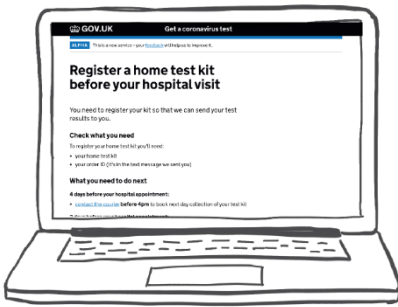 GOV.UK Get a coronavirus test
ALPHA This is a new service – your feedback will help us to improve it.
Register a home test kit
before your hospital visit
You need to register your kit so that we can send your test
results to you.
Check what you need
To register your home test kit you'll need:
• your home test kit
• your order ID (it's in the text message we sent you)
What you need to do next
4 days before your hospital appointment:
• contact the courier before 4pm to book next day collection of your test kit